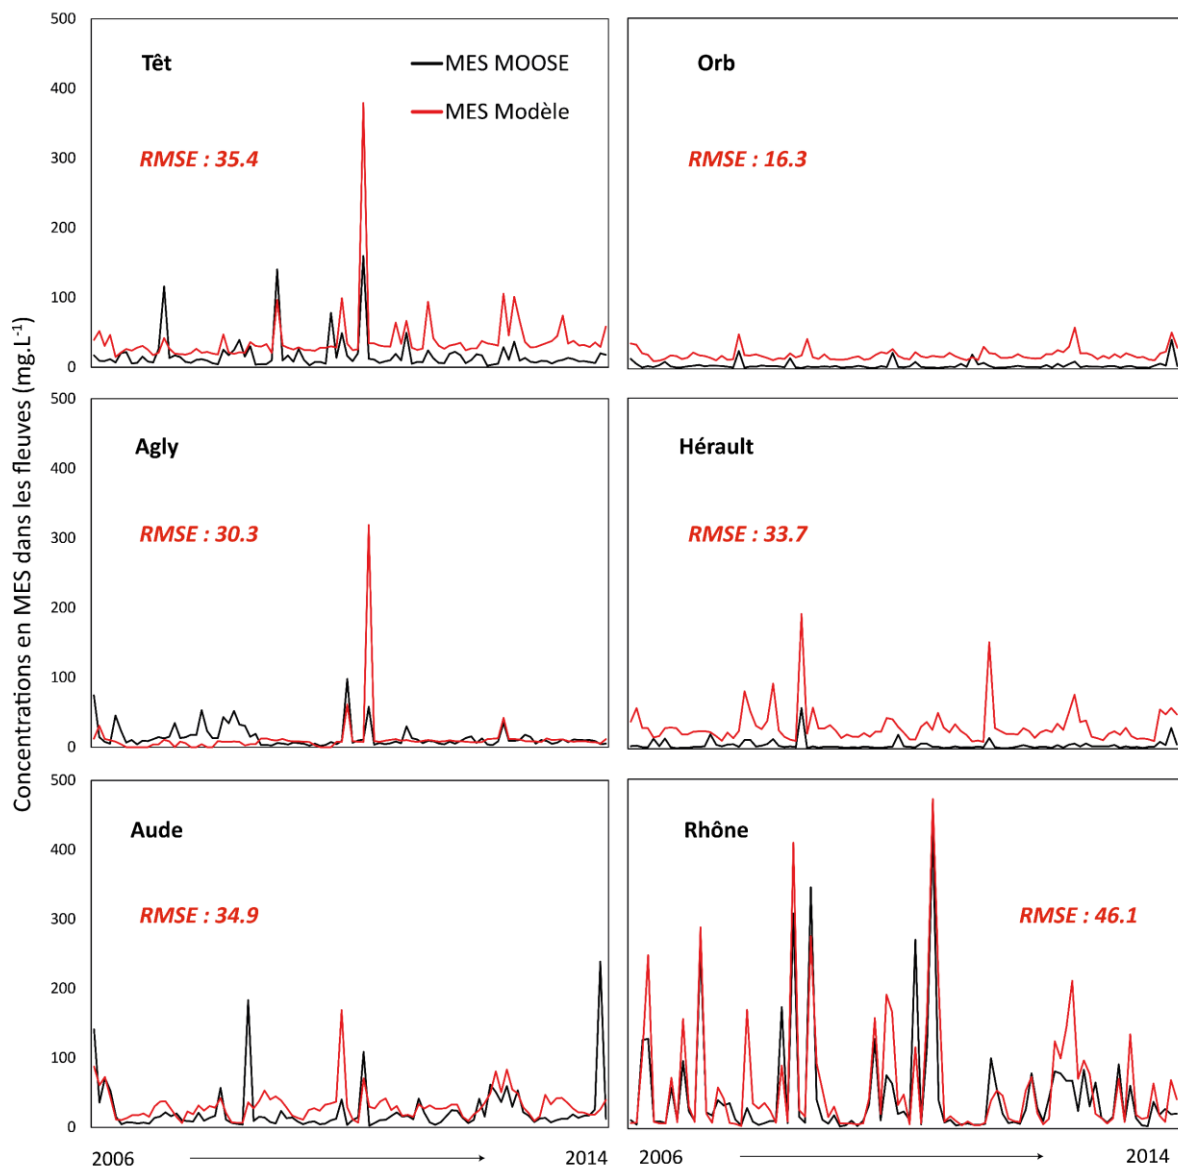 Concentrations en MES dans les fleuves (mg.L⁻¹)
500
400
300
200
100
0
Têt
MES MOOSE
MES Modèle
RMSE : 35.4
Orb
RMSE : 16.3
500
400
300
200
100
0
Agly
RMSE : 30.3
Hérault
RMSE : 33.7
500
400
300
200
100
0
Aude
RMSE : 34.9
Rhône
RMSE : 46.1
2006
2014
2006
2014